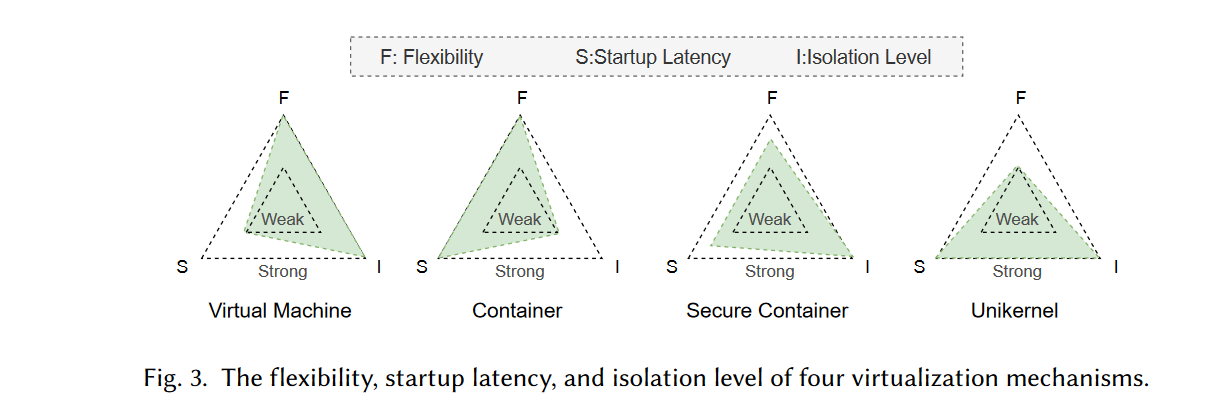 F: Flexibility S:Startup Latency I:Isolation Level
F F F F
Weak Weak Weak Weak
S I S I S I S I
Strong Strong Strong Strong
Virtual Machine Container Secure Container Unikernel
Fig. 3. The flexibility, startup latency, and isolation level of four virtualization mechanisms.